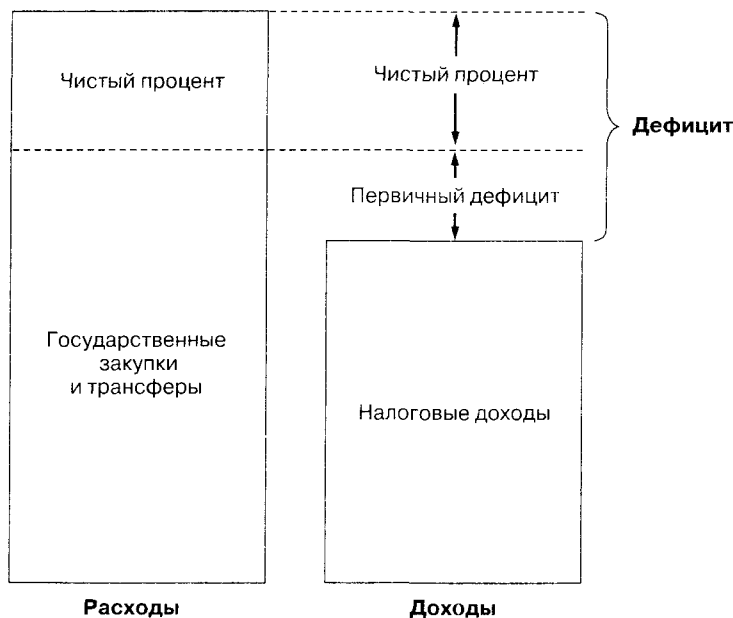 Чистый процент
Чистый процент
Дефицит
Первичный дефицит
Государственные
закупки
и трансферы
Налоговые доходы
Расходы
Доходы